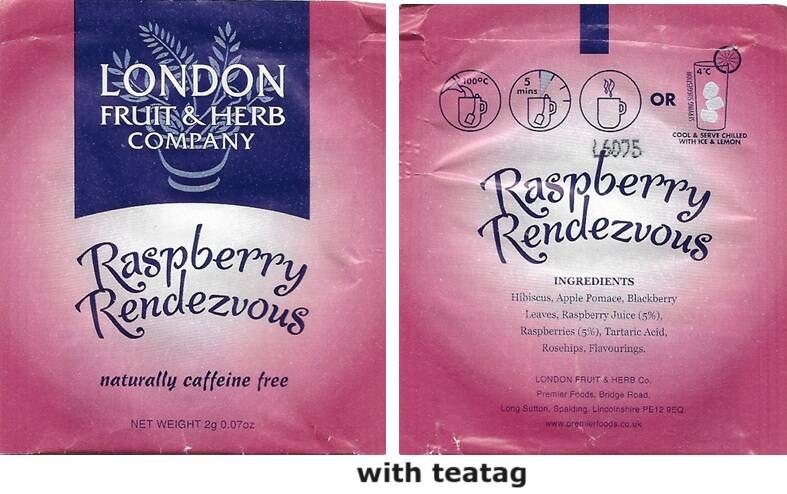 LONDON
FRUIT & HERB
COMPANY
Raspberry
Rendezvous
naturally caffeine free
NET WEIGHT 2g 0.07oz
100°C
5
mins
OR
SERVING SUGGESTION
4°C
COOL & SERVE CHILLED
WITH ICE & LEMON
L6075
Raspberry
Rendezvous
INGREDIENTS
Hibiscus, Apple Pomace, Blackberry
Leaves, Raspberry Juice (5%),
Raspberries (5%), Tartaric Acid,
Rosehips, Flavourings.
LONDON FRUIT & HERB Co.
Premier Foods, Bridge Road,
Long Sutton, Spalding, Lincolnshire PE12 9EQ.
www.premierfoods.co.uk
with teatag